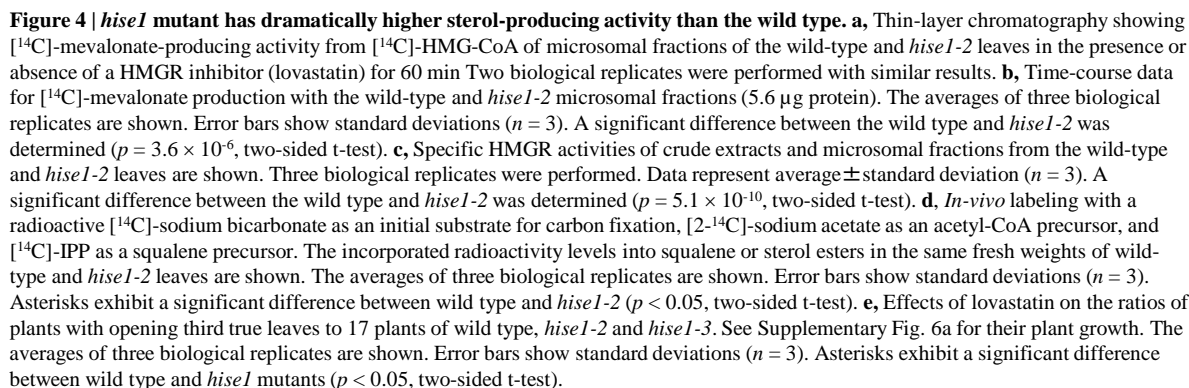 Figure 4 | hise1 mutant has dramatically higher sterol-producing activity than the wild type. a, Thin-layer chromatography showing
[¹⁴C]-mevalonate-producing activity from [¹⁴C]-HMG-CoA of microsomal fractions of the wild-type and hise1-2 leaves in the presence or
absence of a HMGR inhibitor (lovastatin) for 60 min Two biological replicates were performed with similar results. b, Time-course data
for [¹⁴C]-mevalonate production with the wild-type and hise1-2 microsomal fractions (5.6 μg protein). The averages of three biological
replicates are shown. Error bars show standard deviations (n = 3). A significant difference between the wild type and hise1-2 was
determined (p = 3.6 × 10⁻⁶, two-sided t-test). c, Specific HMGR activities of crude extracts and microsomal fractions from the wild-type
and hise1-2 leaves are shown. Three biological replicates were performed. Data represent average±standard deviation (n = 3). A
significant difference between the wild type and hise1-2 was determined (p = 5.1 × 10⁻¹⁰, two-sided t-test). d, In-vivo labeling with a
radioactive [¹⁴C]-sodium bicarbonate as an initial substrate for carbon fixation, [2-¹⁴C]-sodium acetate as an acetyl-CoA precursor, and
[¹⁴C]-IPP as a squalene precursor. The incorporated radioactivity levels into squalene or sterol esters in the same fresh weights of wild-
type and hise1-2 leaves are shown. The averages of three biological replicates are shown. Error bars show standard deviations (n = 3).
Asterisks exhibit a significant difference between wild type and hise1-2 (p < 0.05, two-sided t-test). e, Effects of lovastatin on the ratios of
plants with opening third true leaves to 17 plants of wild type, hise1-2 and hise1-3. See Supplementary Fig. 6a for their plant growth. The
averages of three biological replicates are shown. Error bars show standard deviations (n = 3). Asterisks exhibit a significant difference
between wild type and hise1 mutants (p < 0.05, two-sided t-test).